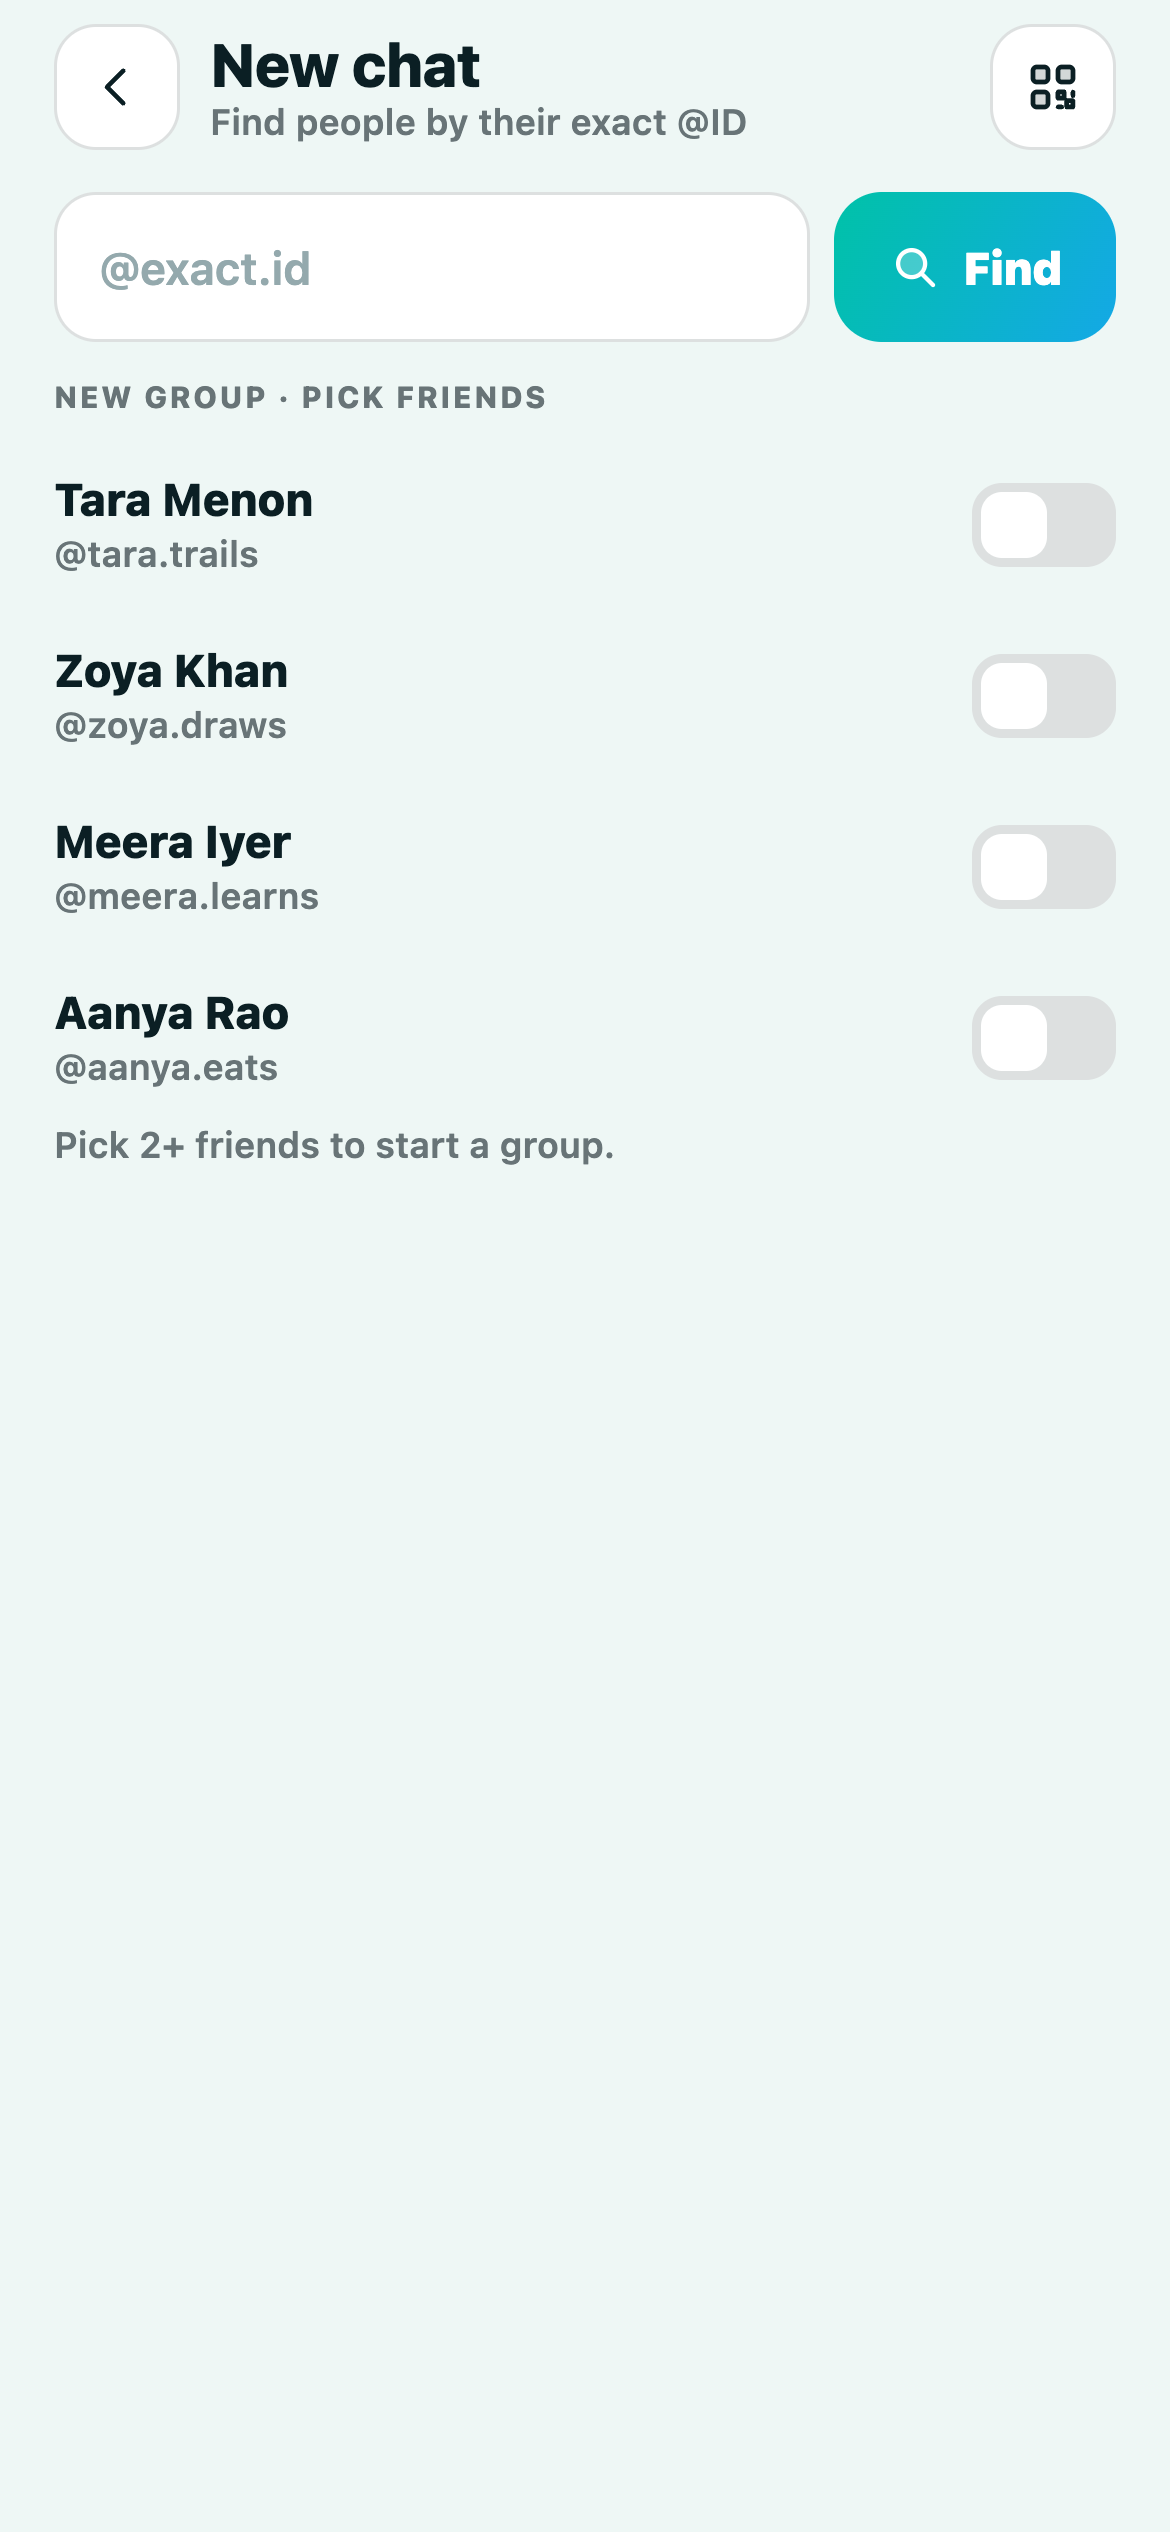 New chat
Find people by their exact @ID
@exact.id
Find
NEW GROUP · PICK FRIENDS
Tara Menon
@tara.trails
Zoya Khan
@zoya.draws
Meera Iyer
@meera.learns
Aanya Rao
@aanya.eats
Pick 2+ friends to start a group.